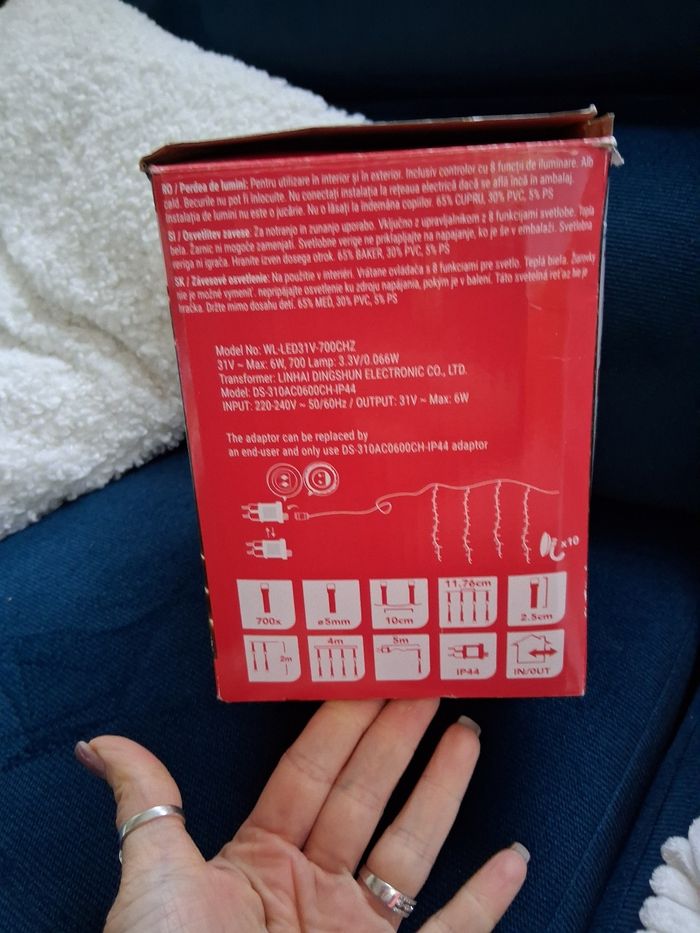 RO / Perdea de lumini: Pentru utilizare în interior și în exterior. Inclusiv controlor cu 8 funcții de iluminare. Alb
cald. Becurile nu pot fi înlocuite. Nu conectați instalația la rețeaua electrică dacă se află încă în ambalaj.
Instalația de lumini nu este o jucărie. Nu o lăsați la îndemâna copiilor. 65% CUPRU, 30% PVC, 5% PS
SI / Osvetlitev zavese: Za notranjo in zunanjo uporabo. Vključno z upravljalnikom z 8 funkcijami svetlobe. Topla
bela. Žarnic ni mogoče zamenjati. Svetlobne verige ne priklapljajte na napajanje, ko je še v embalaži. Svetlobna
veriga ni igrača. Hranite izven dosega otrok. 65% BAKER, 30% PVC, 5% PS
SK / Závesové osvetlenie: Na použitie v interiéri. Vrátane ovládača s 8 funkciami pre svetlo. Teplá biela. Žiarovky
nie je možné vymeniť. nepripájajte osvetlenie ku zdroju napájania, pokým je v balení. Táto svetelná reťaz nie je
hračka. Držte mimo dosahu detí. 65% MEĎ, 30% PVC, 5% PS
Model No: WL-LED31V-700CHZ
31V ~ Max: 6W, 700 Lamp: 3.3V/0.066W
Transformer: LINHAI DINGSHUN ELECTRONIC CO., LTD.
Model: DS-310AC0600CH-IP44
INPUT: 220-240V ~ 50/60Hz / OUTPUT: 31V ~ Max: 6W
The adaptor can be replaced by
an end-user and only use DS-310AC0600CH-IP44 adaptor
x10
700x ø5mm 10cm 11.76cm 2.5cm
2m 4m 5m IP44 IN/OUT